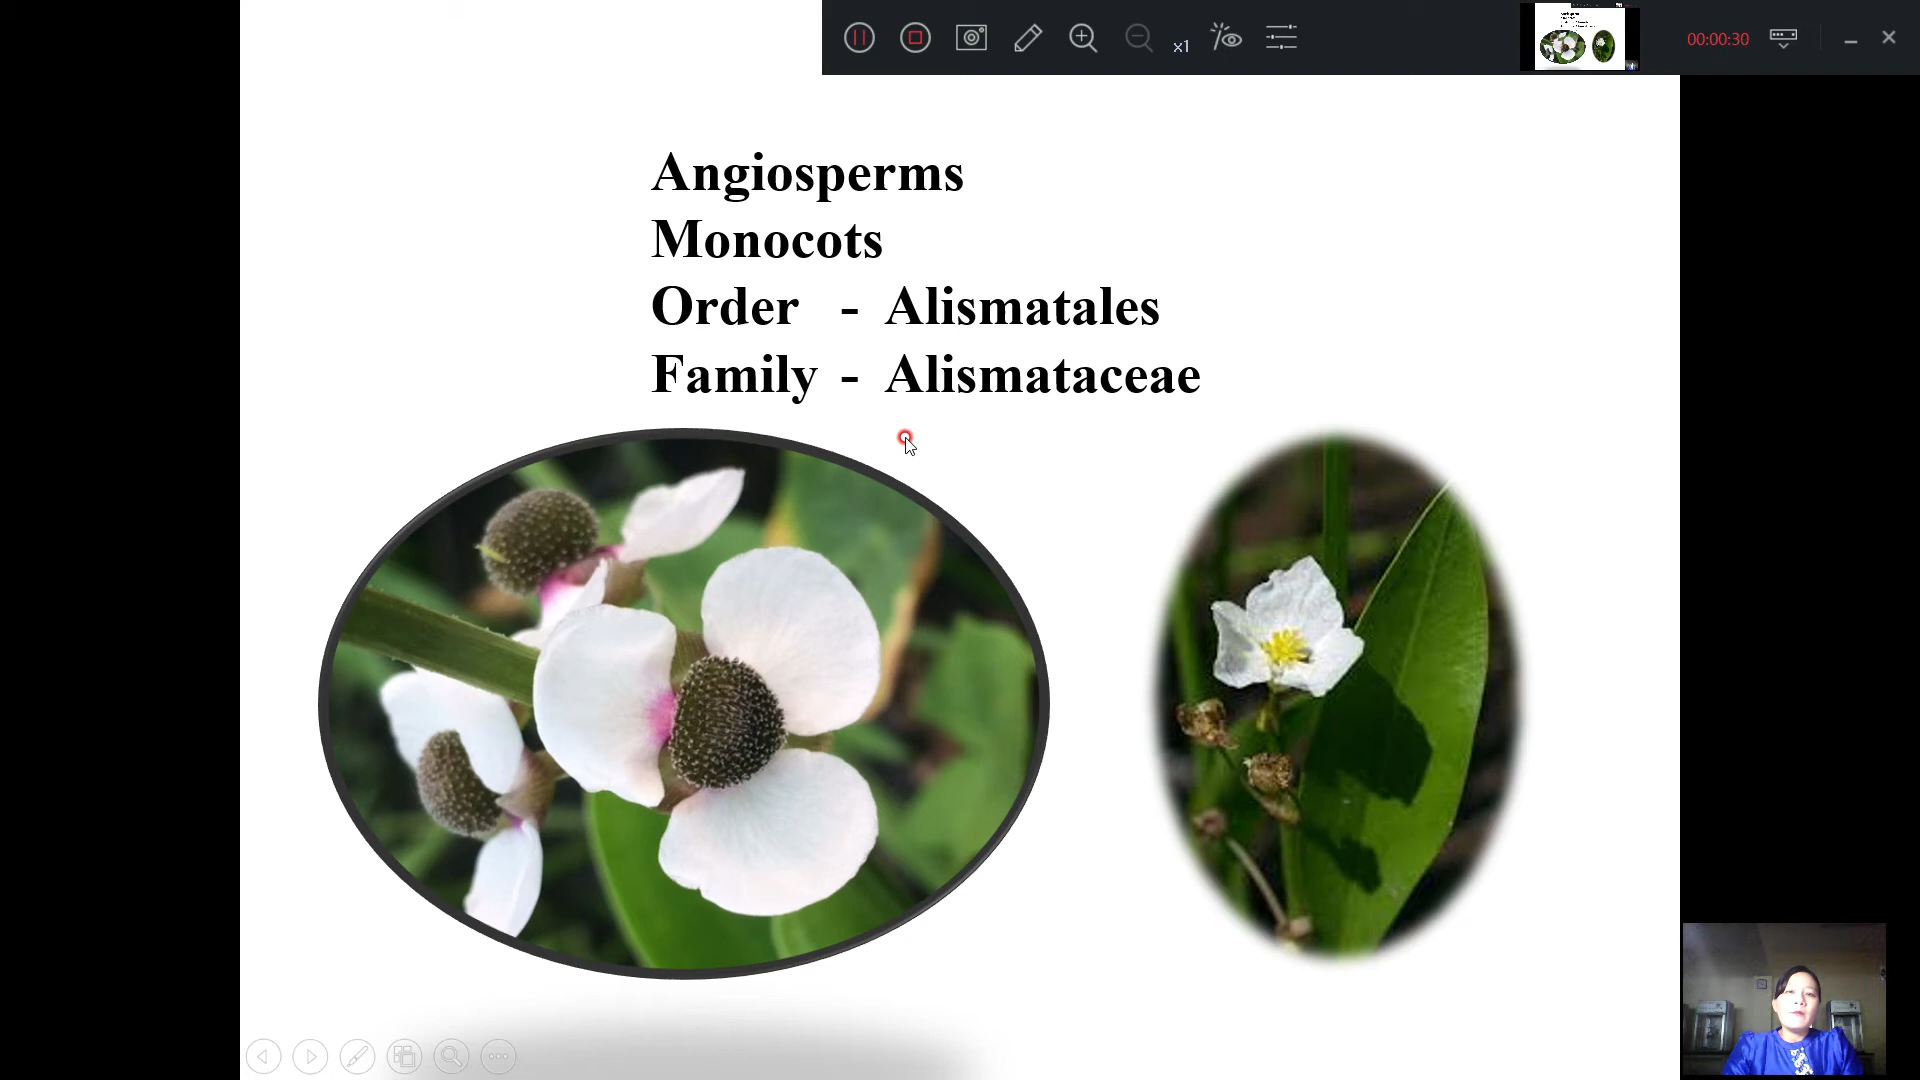 x1
00:00:30
Angiosperms
Monocots
Order - Alismatales
Family - Alismataceae